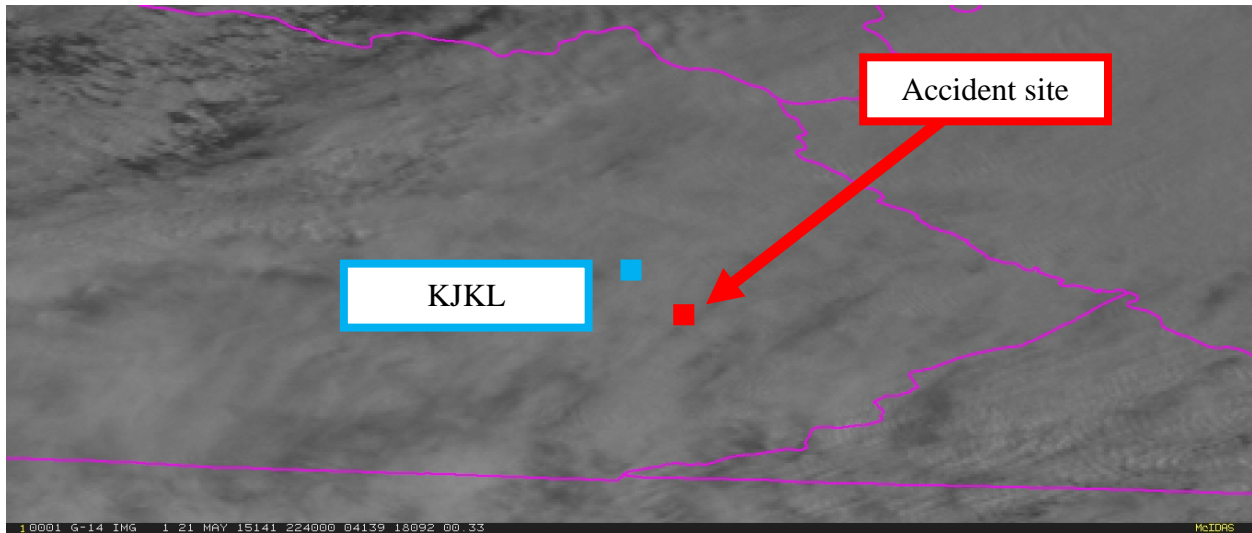 Accident site
KJKL
1 0001 G-14 IMG 1 21 MAY 15141 224000 04139 18092 00.33 McIDAS